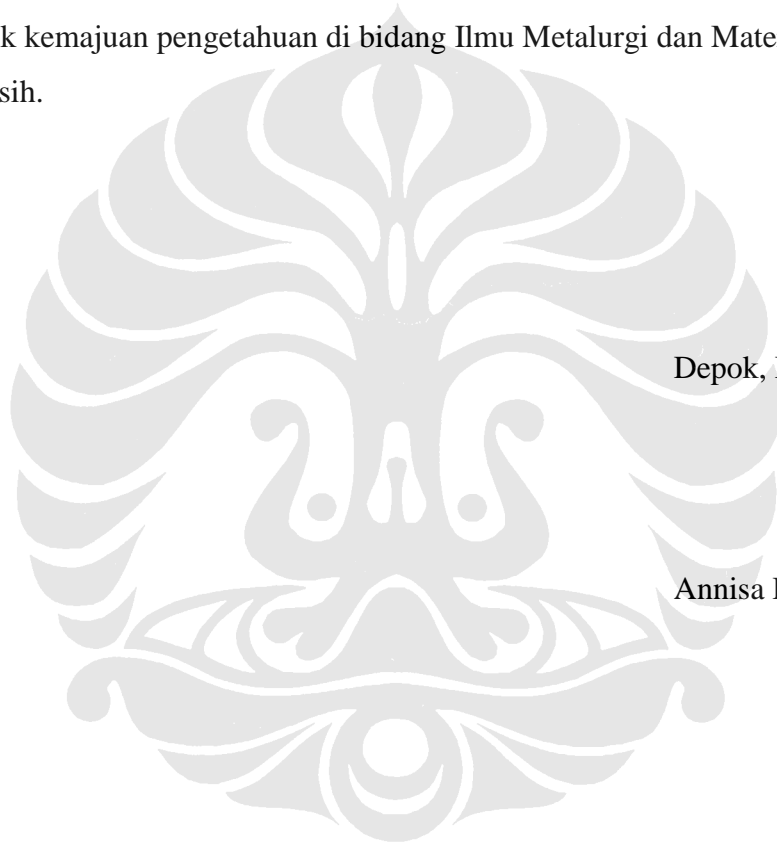 k kemajuan pengetahuan di bidang Ilmu Metalurgi dan Mate
sih.
Depok,
Annisa